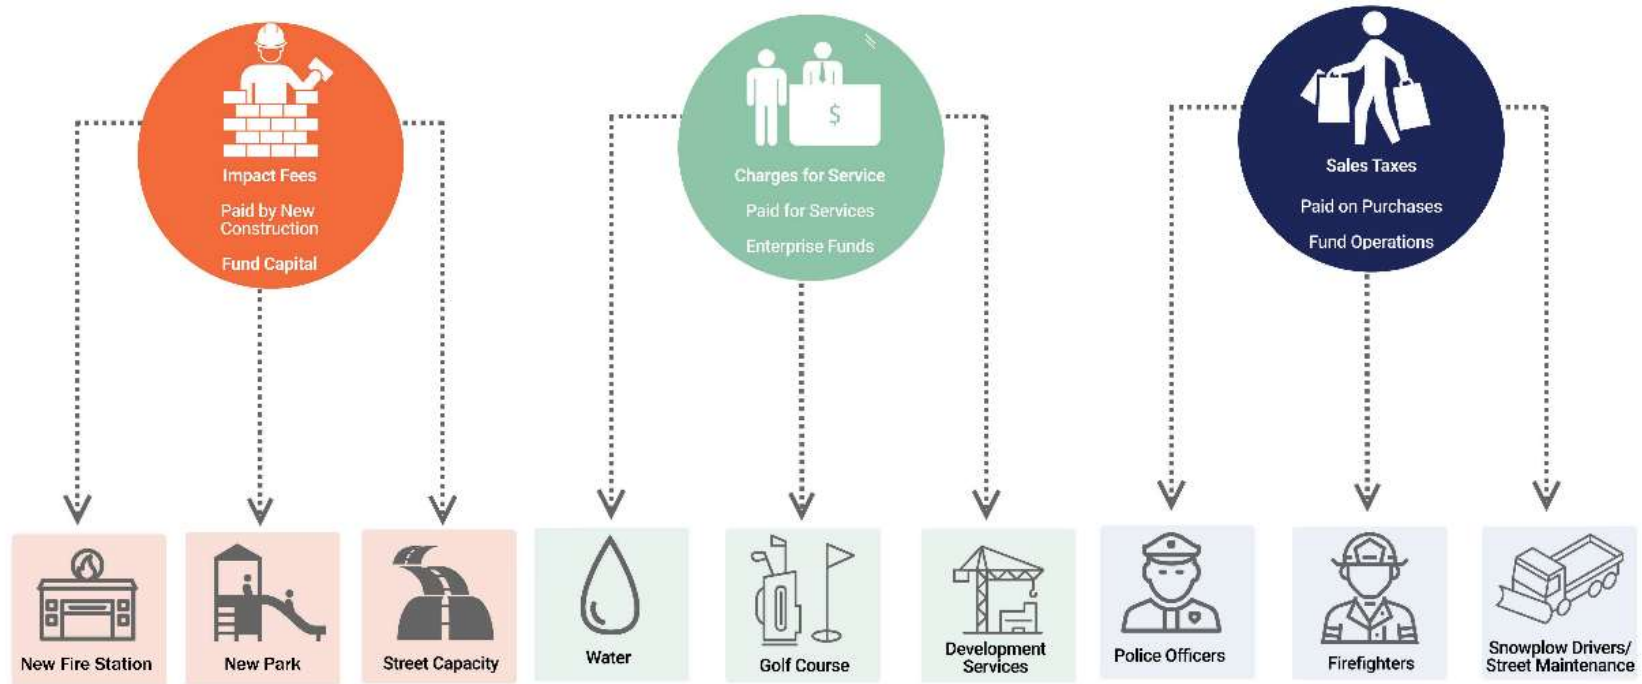 Impact Fees
Paid by New
Construction
Fund Capital
$
Charges for Service
Paid for Services
Enterprise Funds
Sales Taxes
Paid on Purchases
Fund Operations
New Fire Station
New Park
Street Capacity
Water
Golf Course
Development
Services
Police Officers
Firefighters
Snowplow Drivers/
Street Maintenance